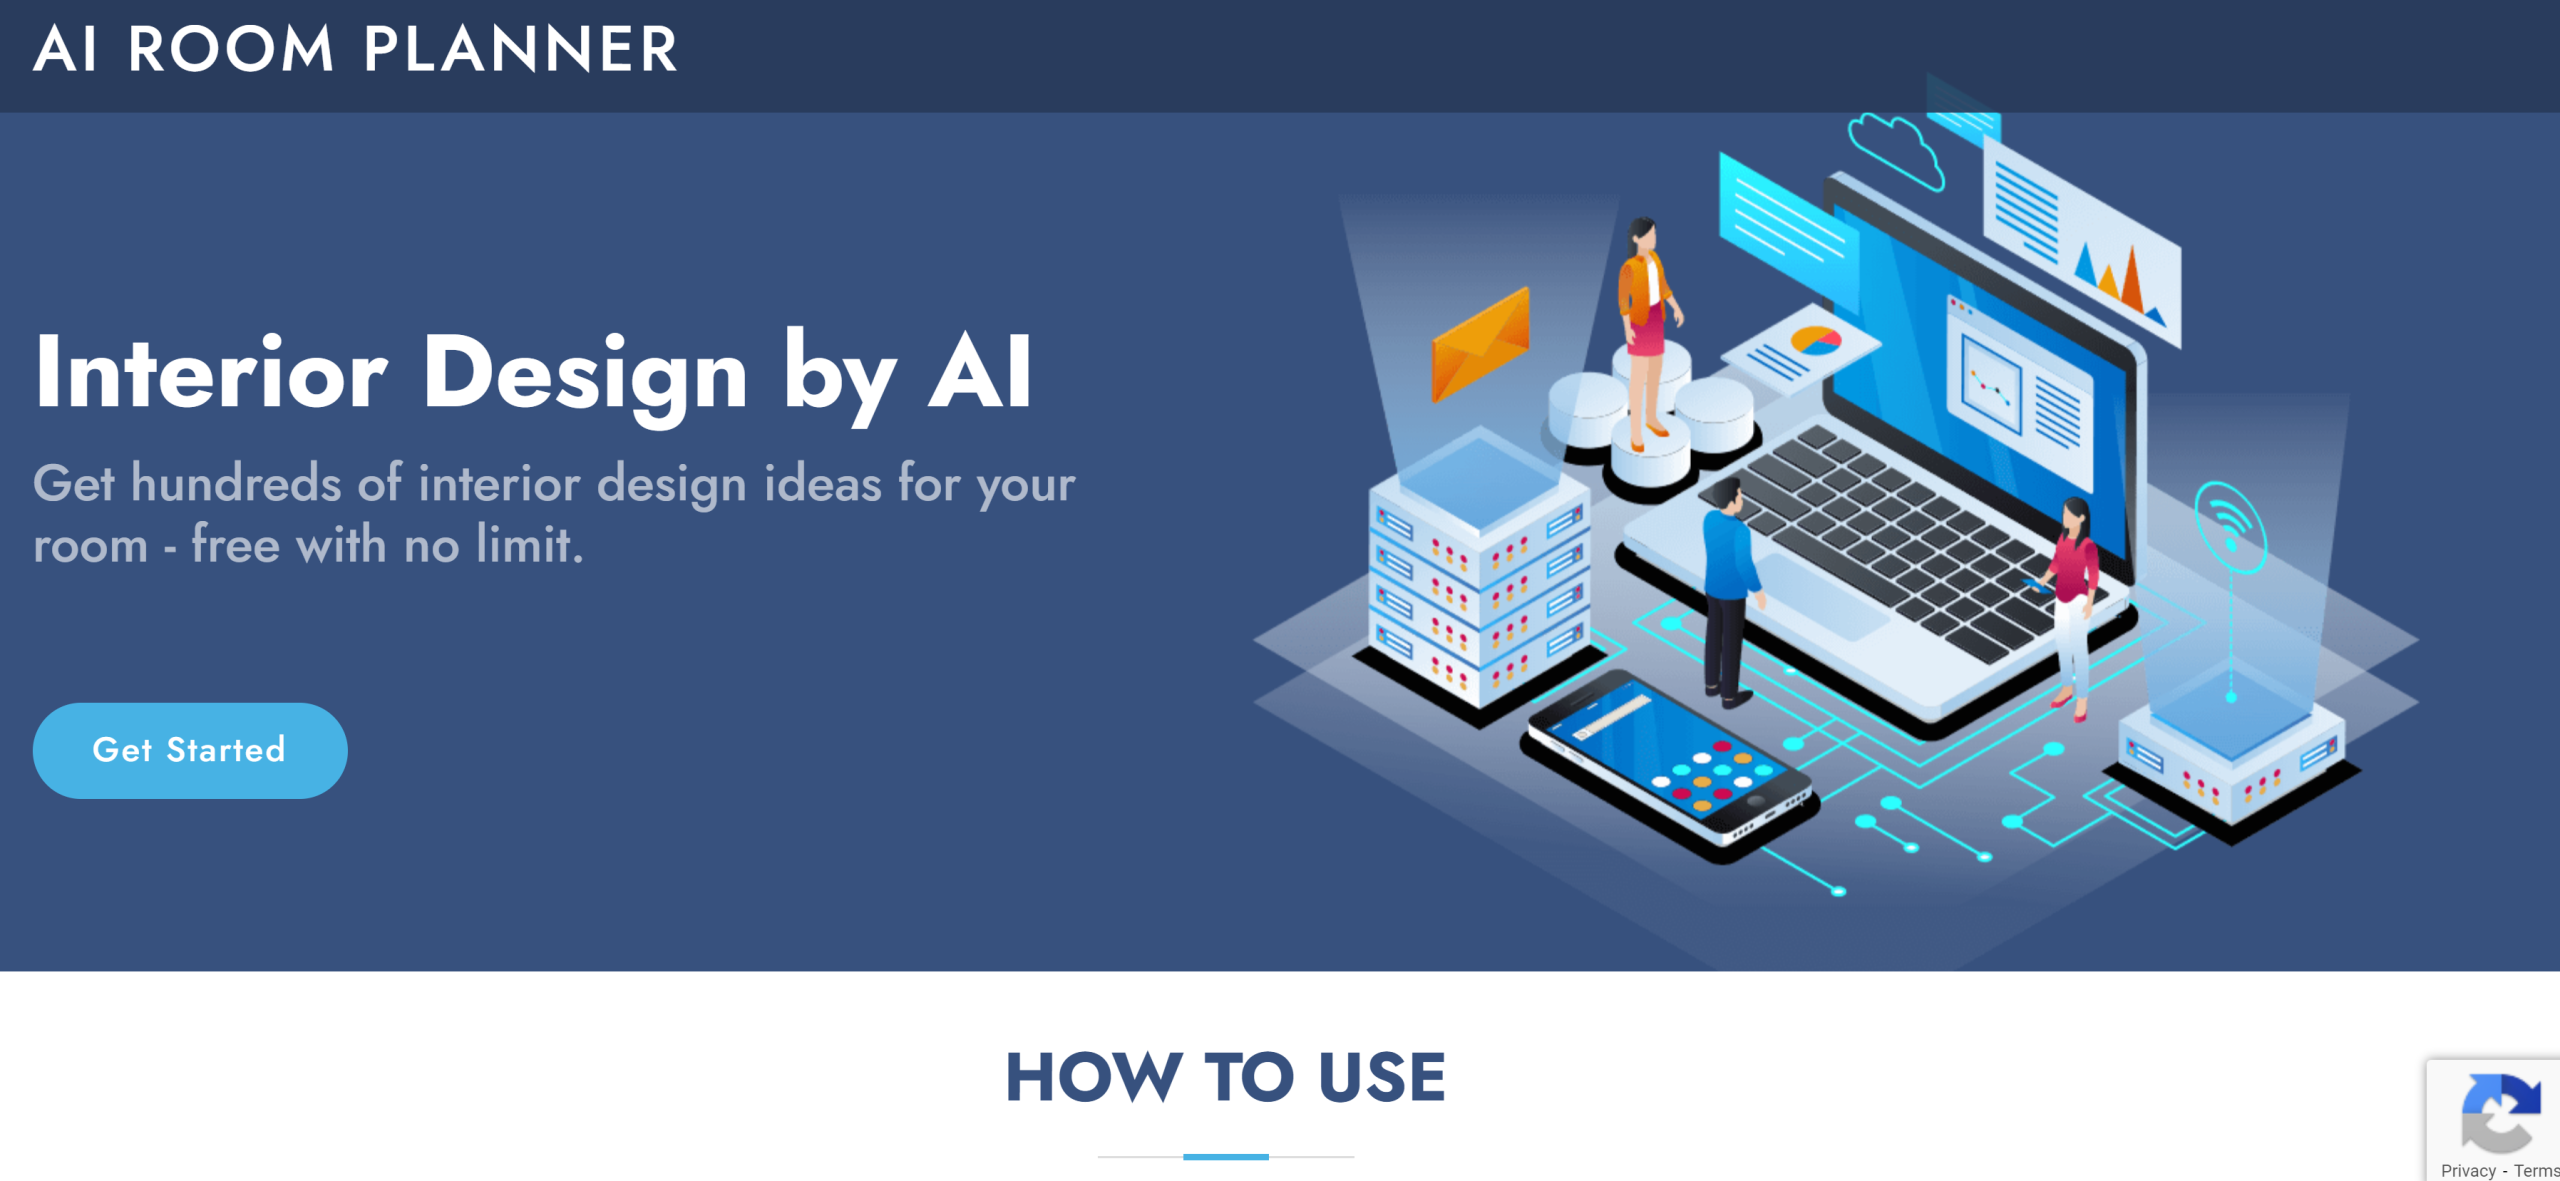 AI ROOM PLANNER
Interior Design by AI
Get hundreds of interior design ideas for your
room - free with no limit.
Get Started
HOW TO USE
Privacy - Terms